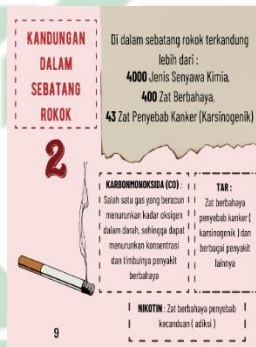 KANDUNGAN
DALAM
SEBATANG
ROKOK
2
Di dalam sebatang rokok terkandung
lebih dari :
4000 Jenis Senyawa Kimia,
400 Zat Berbahaya,
43 Zat Penyebab Kanker (Karsinogenik)
KARBONMONOKSIDA (CO) :
Salah satu gas yang beracun
menurunkan kadar oksigen
dalam darah, sehingga dapat
menurunkan konsentrasi
dan timbulnya penyakit
berbahaya
TAR :
Zat berbahaya
penyebab kanker (
karsinogenik ) dan
berbagai penyakit
lainnya
NIKOTIN : Zat berbahaya penyebab
kecanduan ( adiksi )
9